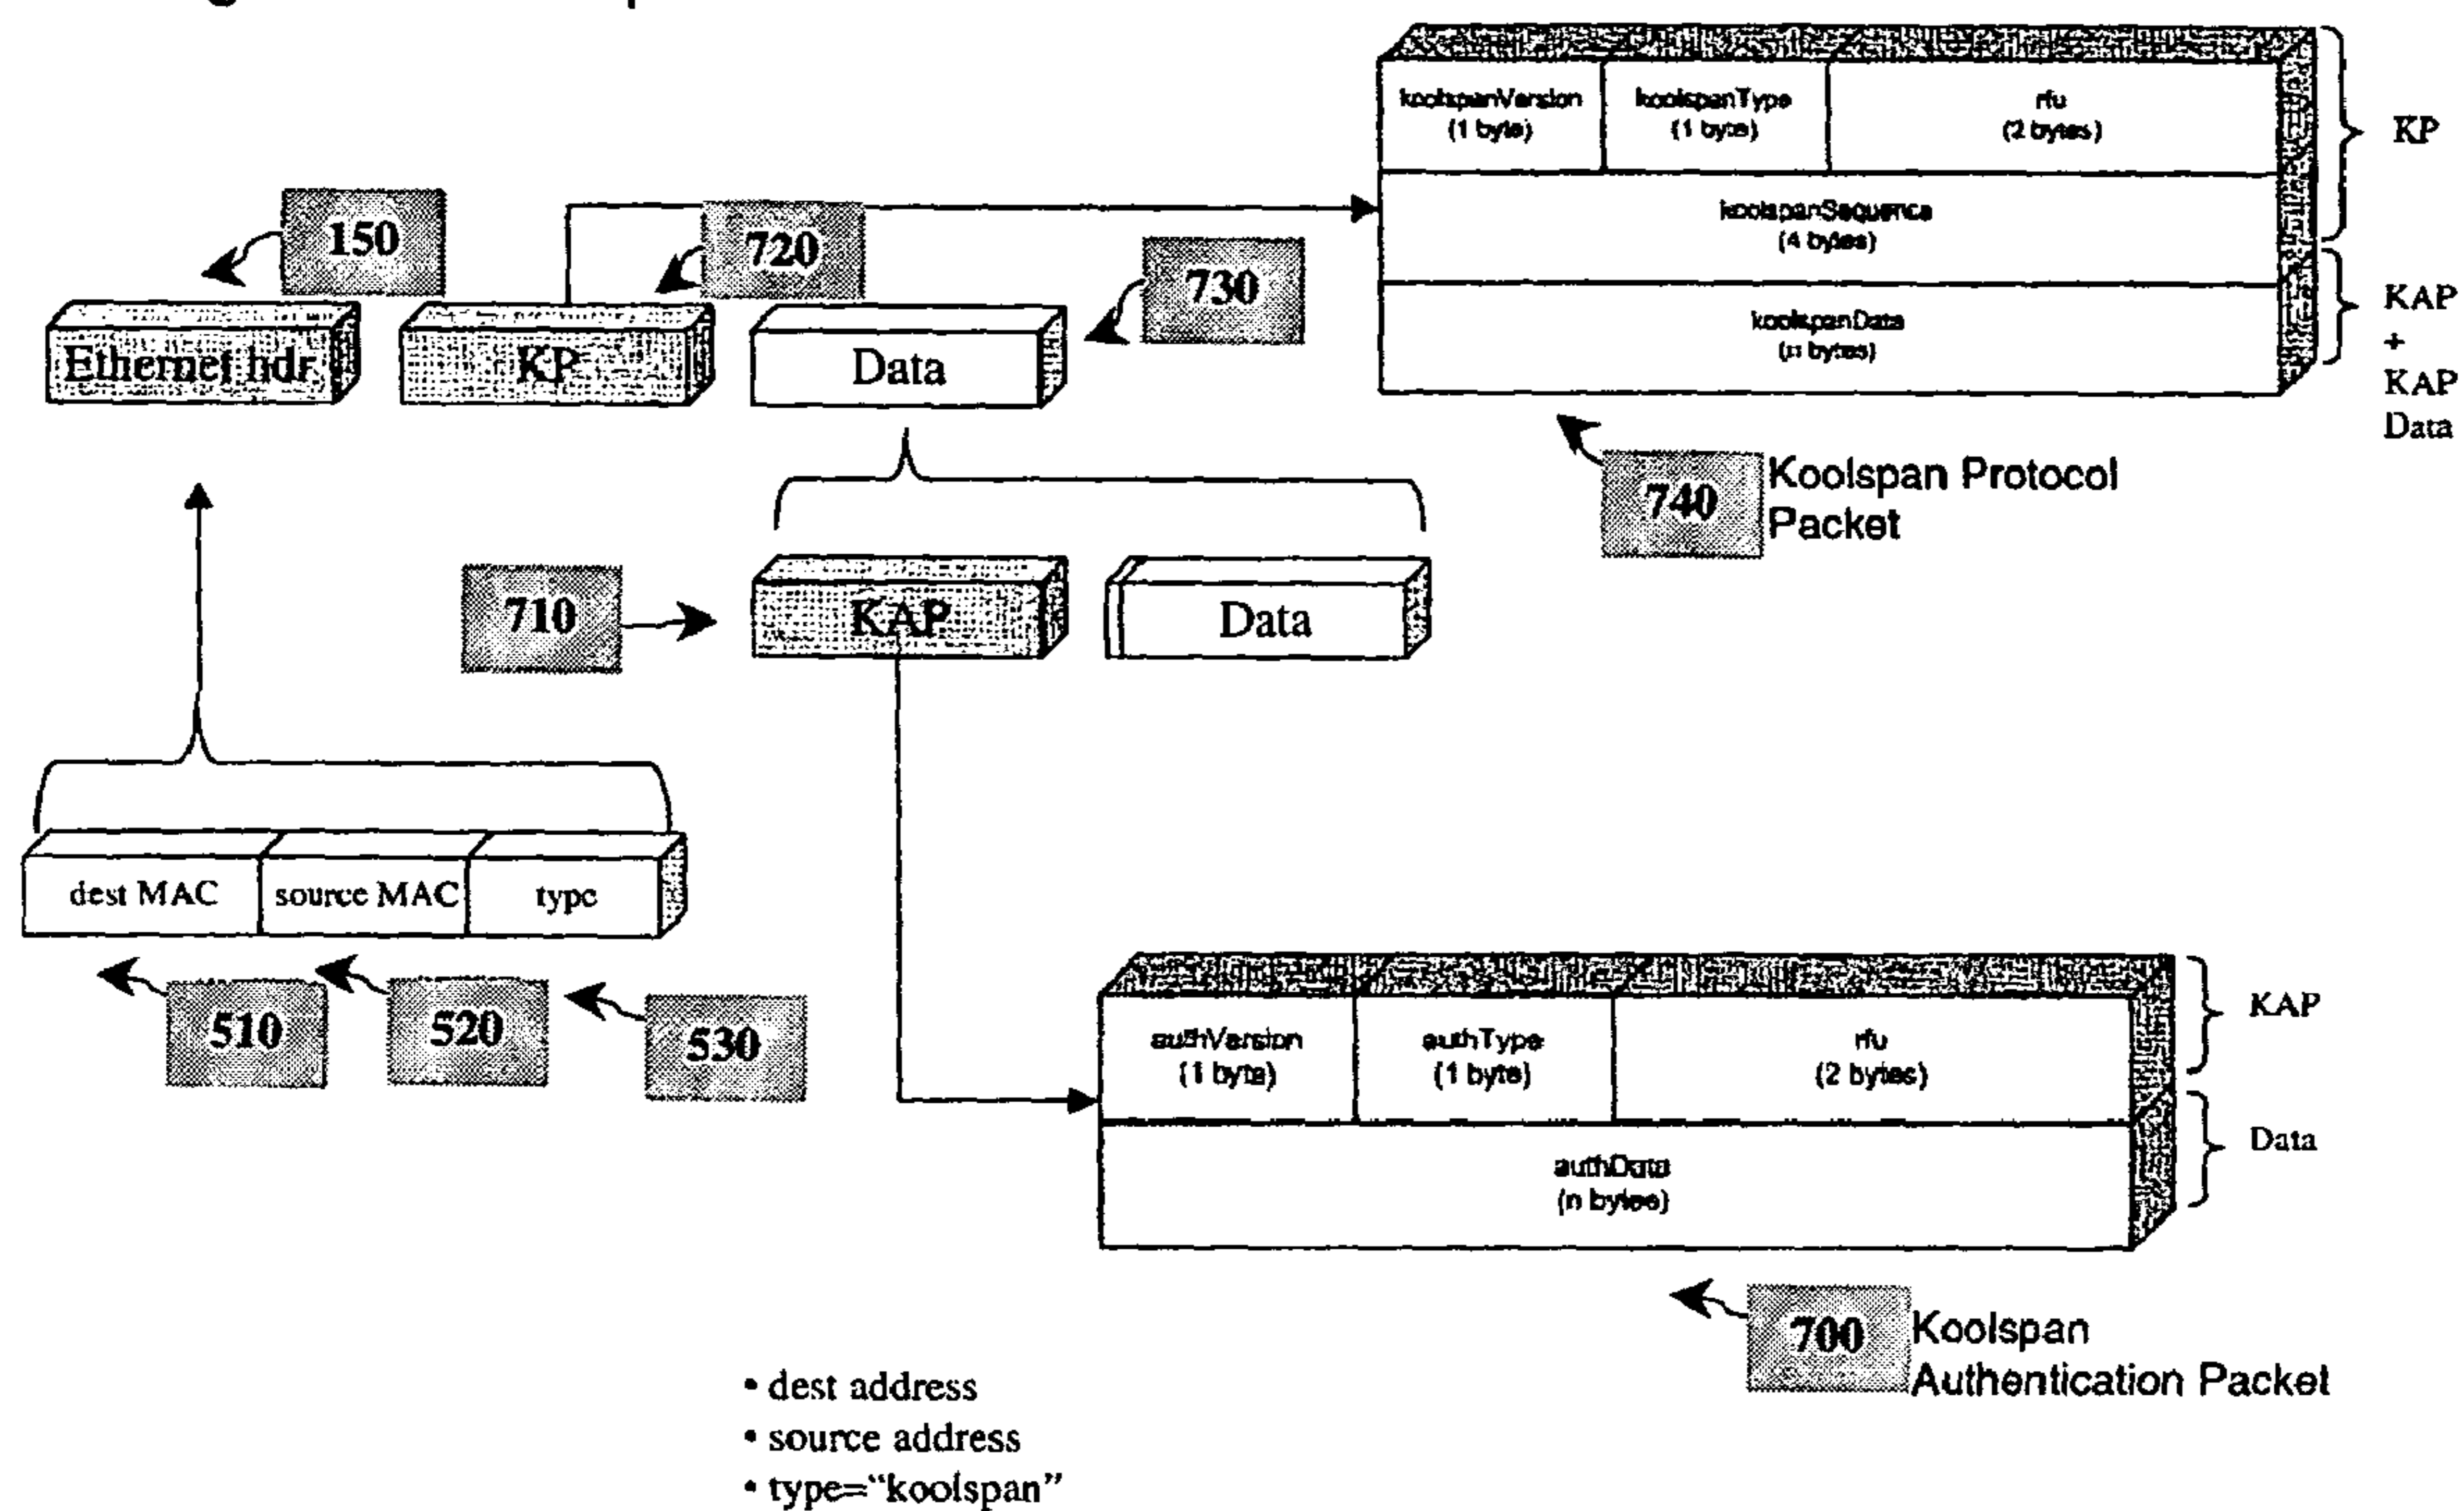 koolspanVersion
(1 byte)
koolspanType
(1 byte)
rfu
(2 bytes)
KP
koolspanSequence
(4 bytes)
koolspanData
(n bytes)
KAP
+
KAP
Data
150
720
730
Ethernet hdr
KP
Data
740
Koolspan Protocol
Packet
710
KAP
Data
dest MAC
source MAC
type
510
520
530
authVersion
(1 byte)
authType
(1 byte)
rfu
(2 bytes)
KAP
authData
(n bytes)
Data
700
Koolspan
Authentication Packet
• dest address
• source address
• type="koolspan"